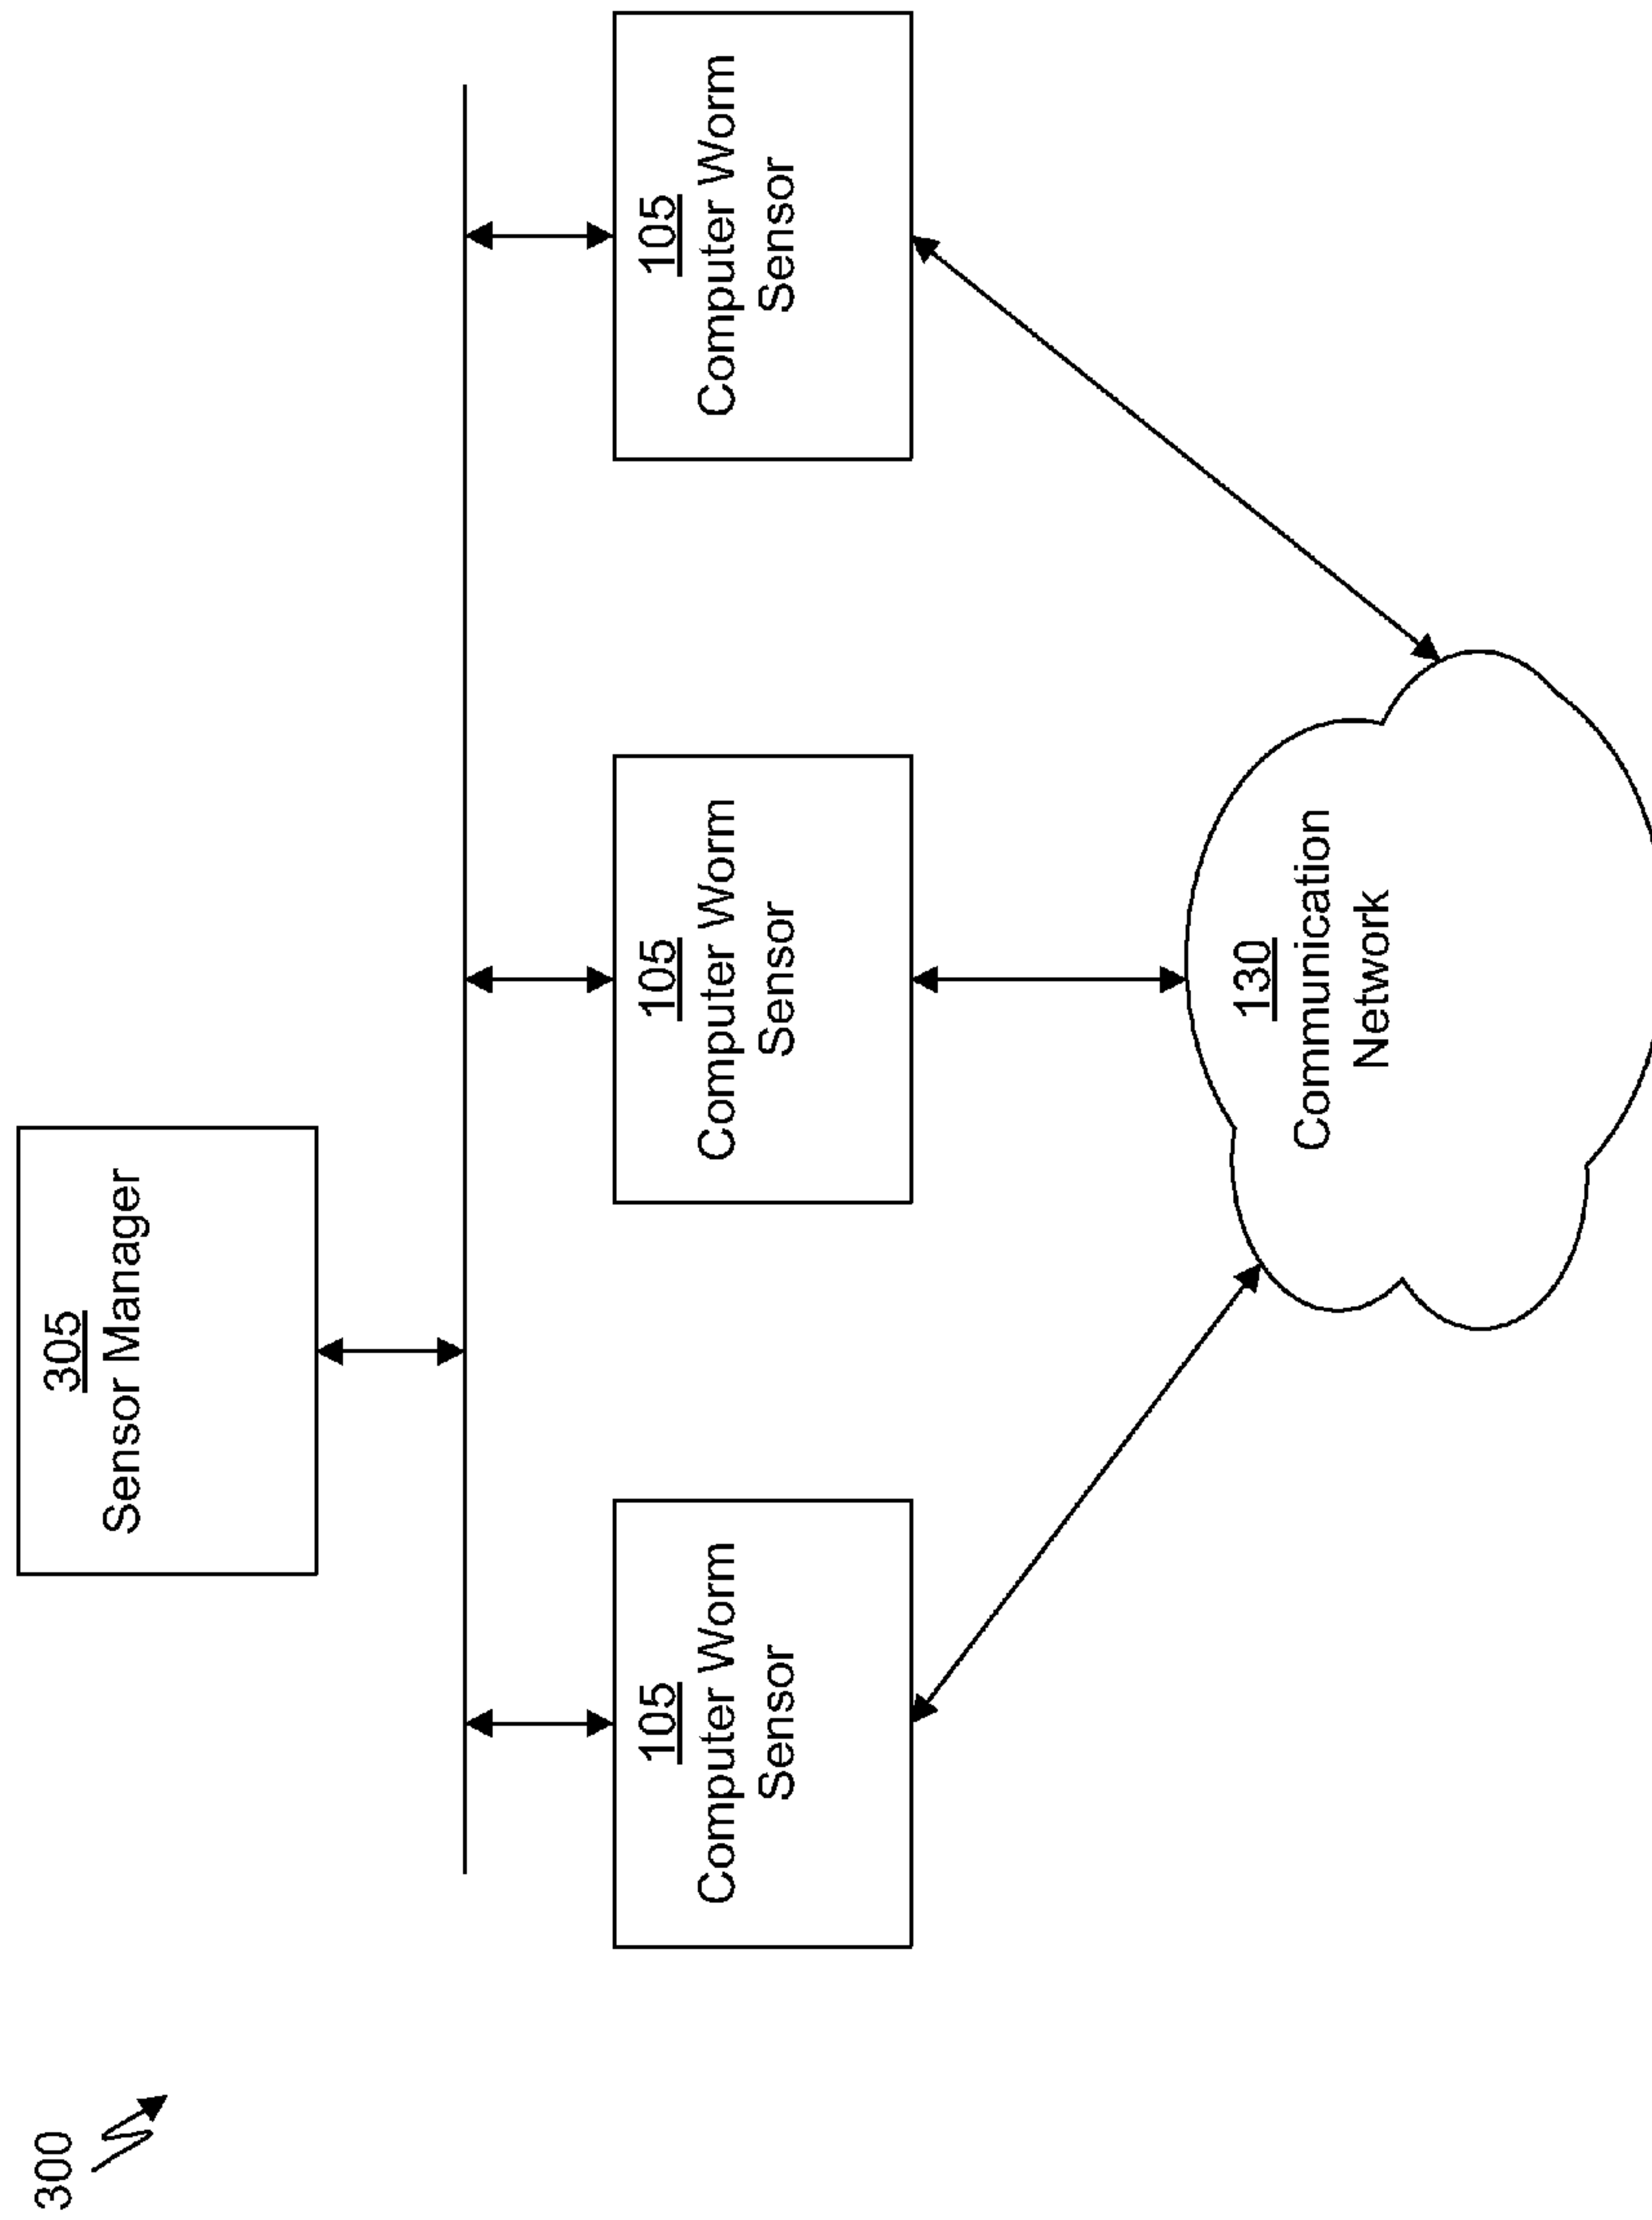 300
305
Sensor Manager
105
Computer Worm
Sensor
105
Computer Worm
Sensor
105
Computer Worm
Sensor
130
Communication
Network